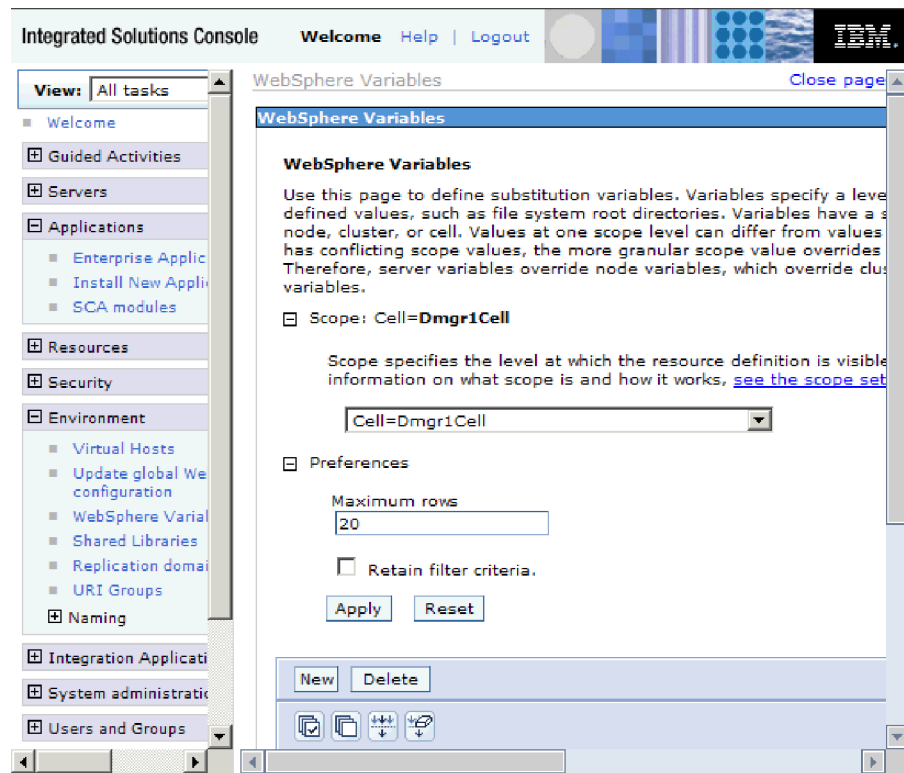 Integrated Solutions Console Welcome Help | Logout IBM.
View: All tasks
Welcome
Guided Activities
Servers
Applications
Enterprise Applic
Install New Appli
SCA modules
Resources
Security
Environment
Virtual Hosts
Update global We
configuration
WebSphere Varial
Shared Libraries
Replication domai
URI Groups
Naming
Integration Applicati
System administratio
Users and Groups
WebSphere Variables Close page
WebSphere Variables
WebSphere Variables
Use this page to define substitution variables. Variables specify a leve
defined values, such as file system root directories. Variables have a s
node, cluster, or cell. Values at one scope level can differ from values
has conflicting scope values, the more granular scope value overrides
Therefore, server variables override node variables, which override clu
variables.
Scope: Cell=Dmgr1Cell
Scope specifies the level at which the resource definition is visible
information on what scope is and how it works, see the scope set
Cell=Dmgr1Cell
Preferences
Maximum rows
20
Retain filter criteria.
Apply Reset
New Delete